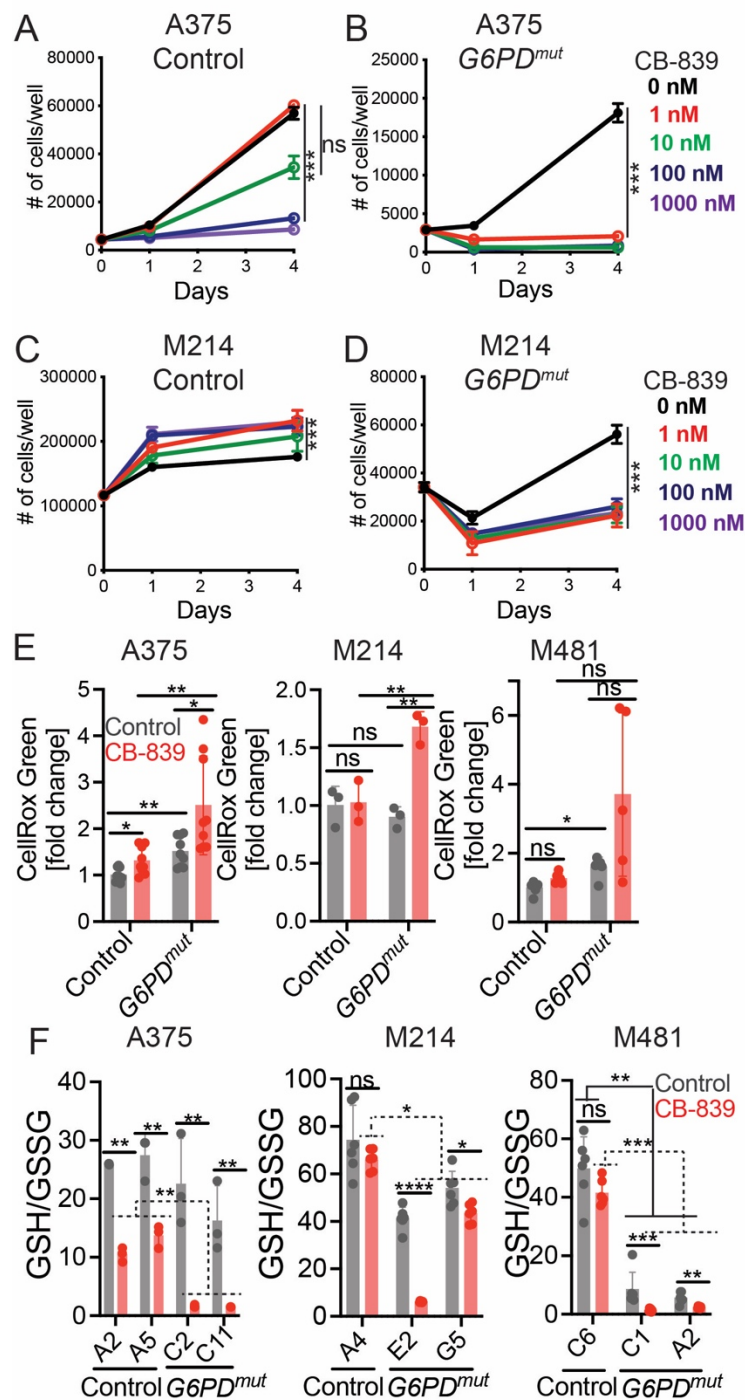 A
A375
Control
# of cells/well
80000
60000
40000
20000
0
0 1 2 3 4
Days
***
ns
B
A375
G6PDmut
# of cells/well
25000
20000
15000
10000
5000
0
0 1 2 3 4
Days
***
CB-839
0 nM
1 nM
10 nM
100 nM
1000 nM
C
M214
Control
# of cells/well
300000
200000
100000
0
0 1 2 3 4
Days
***
D
M214
G6PDmut
# of cells/well
80000
60000
40000
20000
0
0 1 2 3 4
Days
***
CB-839
0 nM
1 nM
10 nM
100 nM
1000 nM
E
A375
CellRox Green
[fold change]
5
4
3
2
1
0
Control
CB-839
**
*
**
*
Control
G6PDmut
M214
CellRox Green
[fold change]
2.0
1.5
1.0
0.5
0.0
**
**
ns
ns
Control
G6PDmut
M481
CellRox Green
[fold change]
6
4
2
0
ns
ns
*
ns
Control
G6PDmut
F
A375
GSH/GSSG
40
30
20
10
0
**
**
**
**
**
A2 A5 C2 C11
Control G6PDmut
M214
GSH/GSSG
100
80
60
40
20
0
ns
*
****
*
A4 E2 G5
Control G6PDmut
M481
GSH/GSSG
80
60
40
20
0
**
Control
CB-839
ns
***
***
**
C6 C1 A2
Control G6PDmut